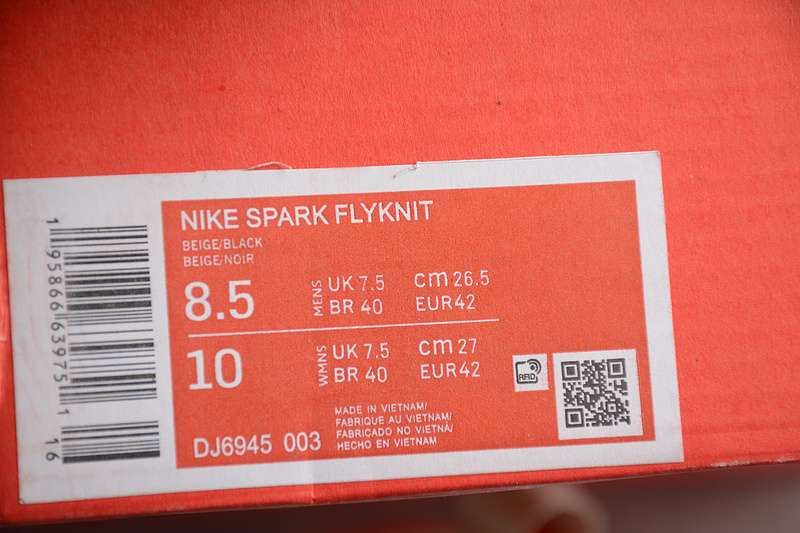 NIKE SPARK FLYKNIT
BEIGE/BLACK
BEIGE/NOIR
8.5 MENS UK 7.5 cm 26.5
BR 40 EUR42
10 WMNS UK 7.5 cm 27
BR 40 EUR42
RFID
DJ6945 003
MADE IN VIETNAM/
FABRIQUE AU VIETNAM/
FABRICADO NO VIETNÃ/
HECHO EN VIETNAM
1 95866 63975 1 16